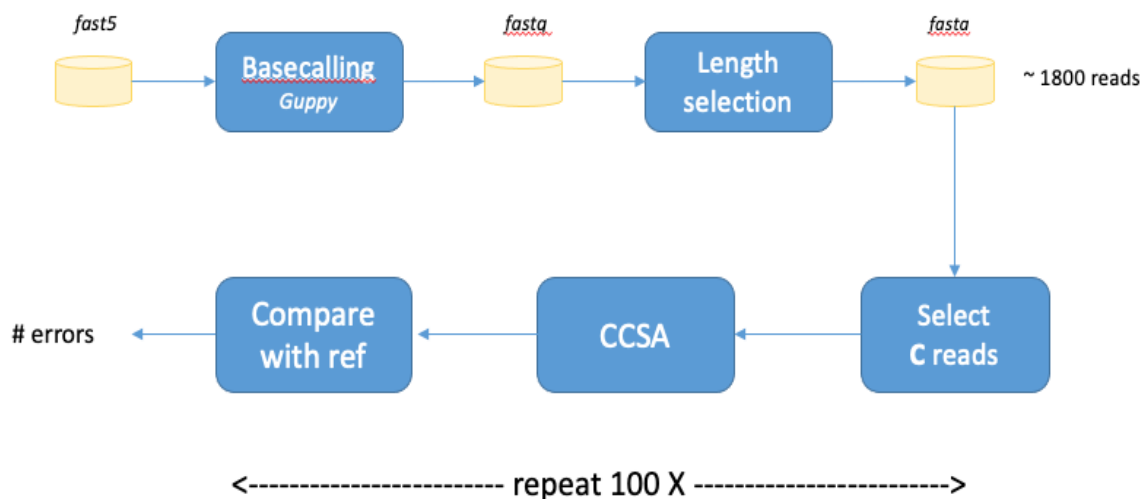 fast5
fastq
fasta
Basecalling
Guppy
Length
selection
~ 1800 reads
# errors
Compare
with ref
CCSA
Select
C reads
<------------------------ repeat 100 X ------------------------>